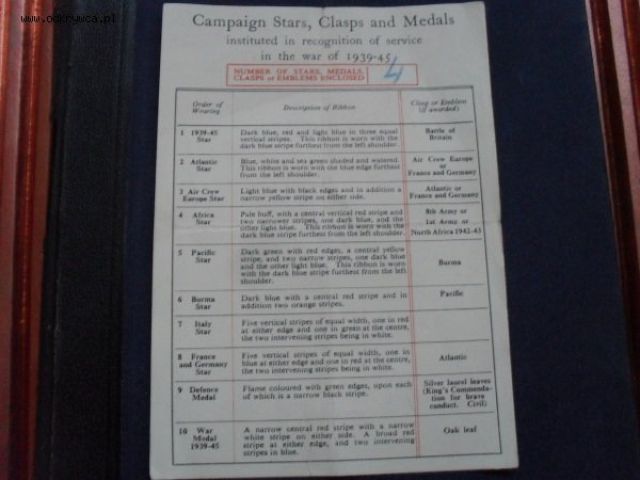 www.odkrywca.pl
Campaign Stars, Clasps and Medals
instituted in recognition of service
in the war of 1939-45
NUMBER OF STARS, MEDALS,
CLASPS or EMBLEMS ENCLOSED
4
Order of
Wearing
Description of Ribbon
Clasp or Emblem
(if awarded)
1 1939-45
Star
Dark blue, red and light blue in three equal
vertical stripes. This ribbon is worn with
the dark blue stripe furthest from the left shoulder.
Battle of
Britain
2 Atlantic
Star
Blue, white and sea green shaded and watered.
This ribbon is worn with the blue edge furthest
from the left shoulder.
Air Crew Europe
or
France and Germany
3 Air Crew
Europe Star
Light blue with black edges and in addition a
narrow yellow stripe on either side.
Atlantic or
France and Germany
4 Africa
Star
Pale buff, with a central vertical red stripe and
two narrower stripes, one dark blue, and the
other light blue. This ribbon is worn with the
dark blue stripe furthest from the left shoulder.
8th Army or
1st Army or
North Africa 1942-43
5 Pacific
Star
Dark green with red edges, a central yellow
stripe, and two narrow stripes, one dark blue
and the other light blue. This ribbon is worn
with the dark blue stripe furthest from the left
shoulder.
Burma
6 Burma
Star
Dark blue with a central red stripe and in
addition two orange stripes.
Pacific
7 Italy
Star
Five vertical stripes of equal width, one in red
at either edge and one in green at the centre,
the two intervening stripes being in white.
8 France
and Germany
Star
Five vertical stripes of equal width, one in
blue at either edge and one in red at the centre,
the two intervening stripes being in white.
Atlantic
9 Defence
Medal
Flame coloured with green edges, upon each
of which is a narrow black stripe.
Silver laurel leaves
(King's Commenda-
tion for brave
conduct. Civil)
10 War
Medal
1939-45
A narrow central red stripe with a narrow
white stripe on either side. A broad red
stripe at either edge, and two intervening
stripes in blue.
Oak leaf